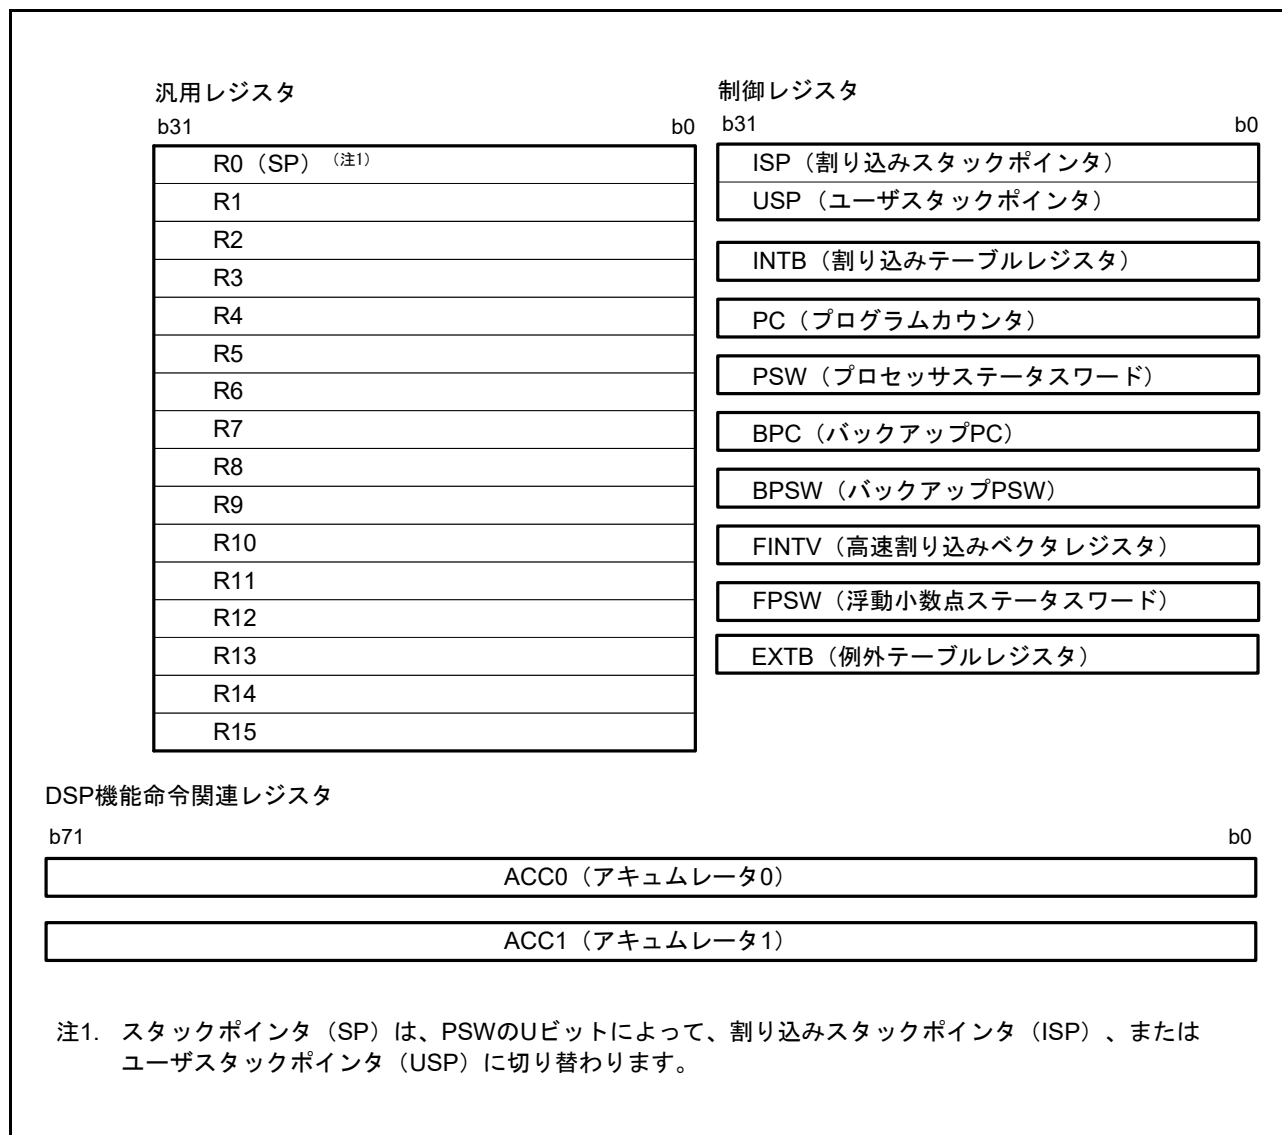 汎用レジスタ
b31 b0
R0（SP）（注1）
R1
R2
R3
R4
R5
R6
R7
R8
R9
R10
R11
R12
R13
R14
R15
制御レジスタ
b31 b0
ISP（割り込みスタックポインタ）
USP（ユーザスタックポインタ）
INTB（割り込みテーブルレジスタ）
PC（プログラムカウンタ）
PSW（プロセッサステータスワード）
BPC（バックアップPC）
BPSW（バックアップPSW）
FINTV（高速割り込みベクタレジスタ）
FPSW（浮動小数点ステータスワード）
EXTB（例外テーブルレジスタ）
DSP機能命令関連レジスタ
b71 b0
ACC0（アキュムレータ0）
ACC1（アキュムレータ1）
注1. スタックポインタ（SP）は、PSWのUビットによって、割り込みスタックポインタ（ISP）、または
ユーザスタックポインタ（USP）に切り替わります。